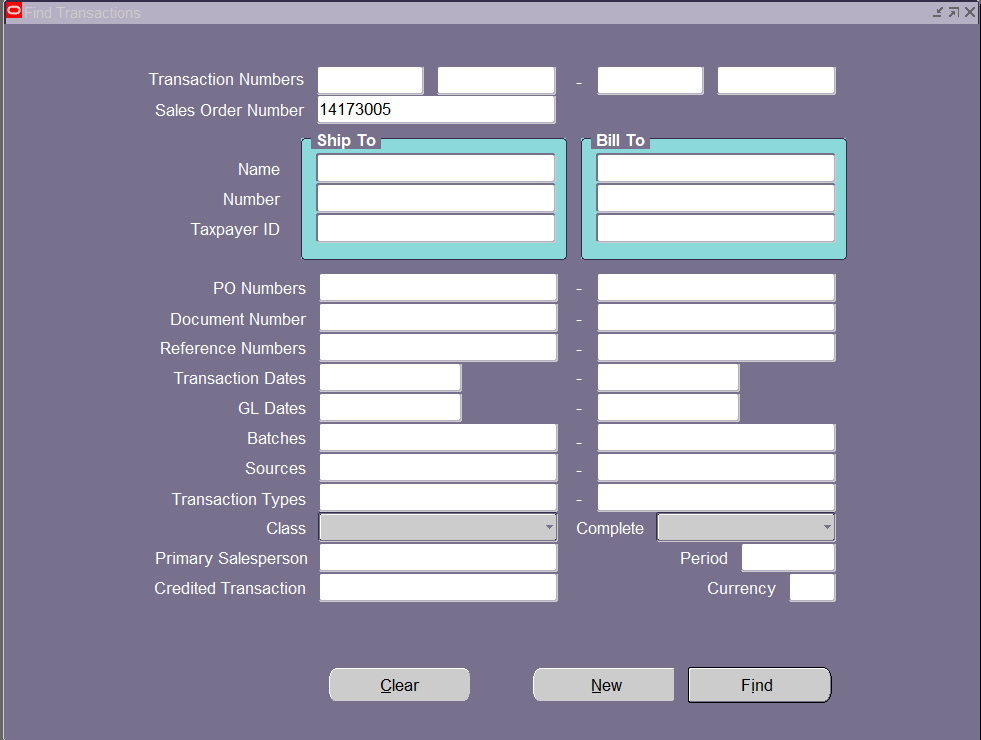 Find Transactions
Transaction Numbers - 
Sales Order Number 14173005
Ship To Bill To
Name
Number
Taxpayer ID
PO Numbers -
Document Number -
Reference Numbers -
Transaction Dates -
GL Dates -
Batches -
Sources -
Transaction Types -
Class Complete
Primary Salesperson Period
Credited Transaction Currency
Clear New Find